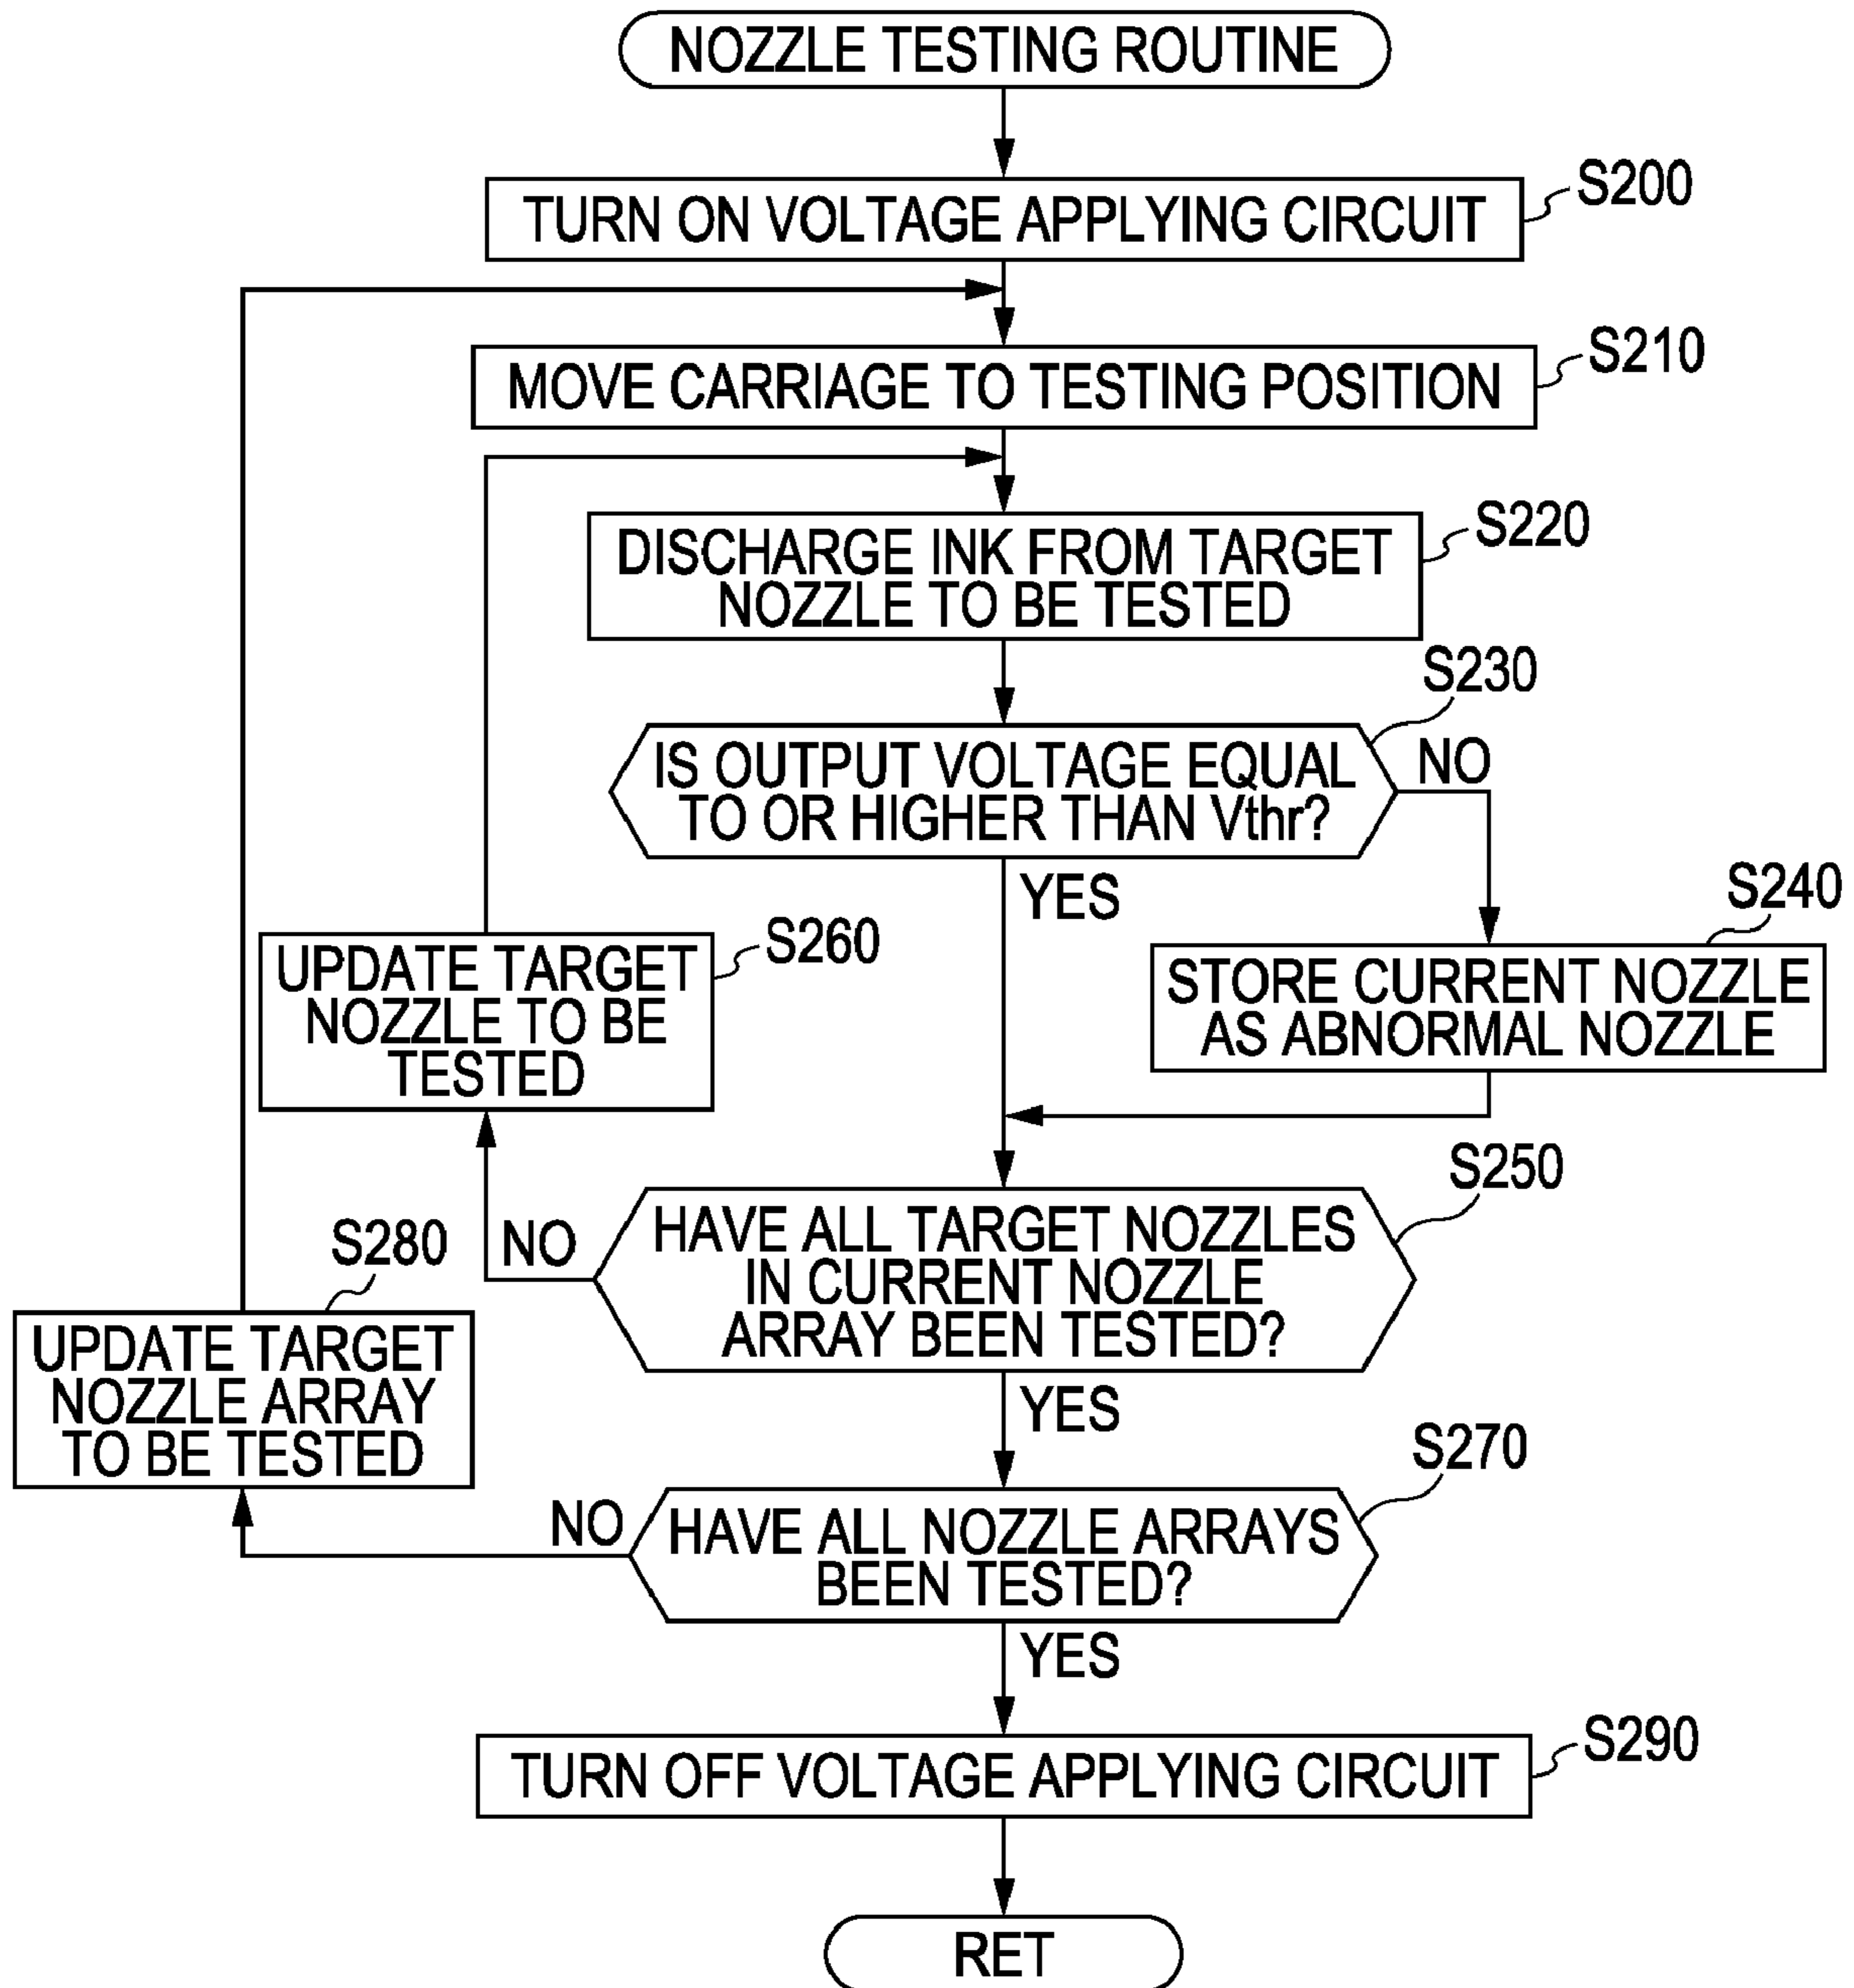 NOZZLE TESTING ROUTINE
TURN ON VOLTAGE APPLYING CIRCUIT
S200
MOVE CARRIAGE TO TESTING POSITION
S210
DISCHARGE INK FROM TARGET
NOZZLE TO BE TESTED
S220
S230
IS OUTPUT VOLTAGE EQUAL
TO OR HIGHER THAN Vthr?
NO
YES
S240
STORE CURRENT NOZZLE
AS ABNORMAL NOZZLE
S260
UPDATE TARGET
NOZZLE TO BE
TESTED
S250
HAVE ALL TARGET NOZZLES
IN CURRENT NOZZLE
ARRAY BEEN TESTED?
NO
YES
S280
UPDATE TARGET
NOZZLE ARRAY
TO BE TESTED
S270
HAVE ALL NOZZLE ARRAYS
BEEN TESTED?
NO
YES
TURN OFF VOLTAGE APPLYING CIRCUIT
S290
RET